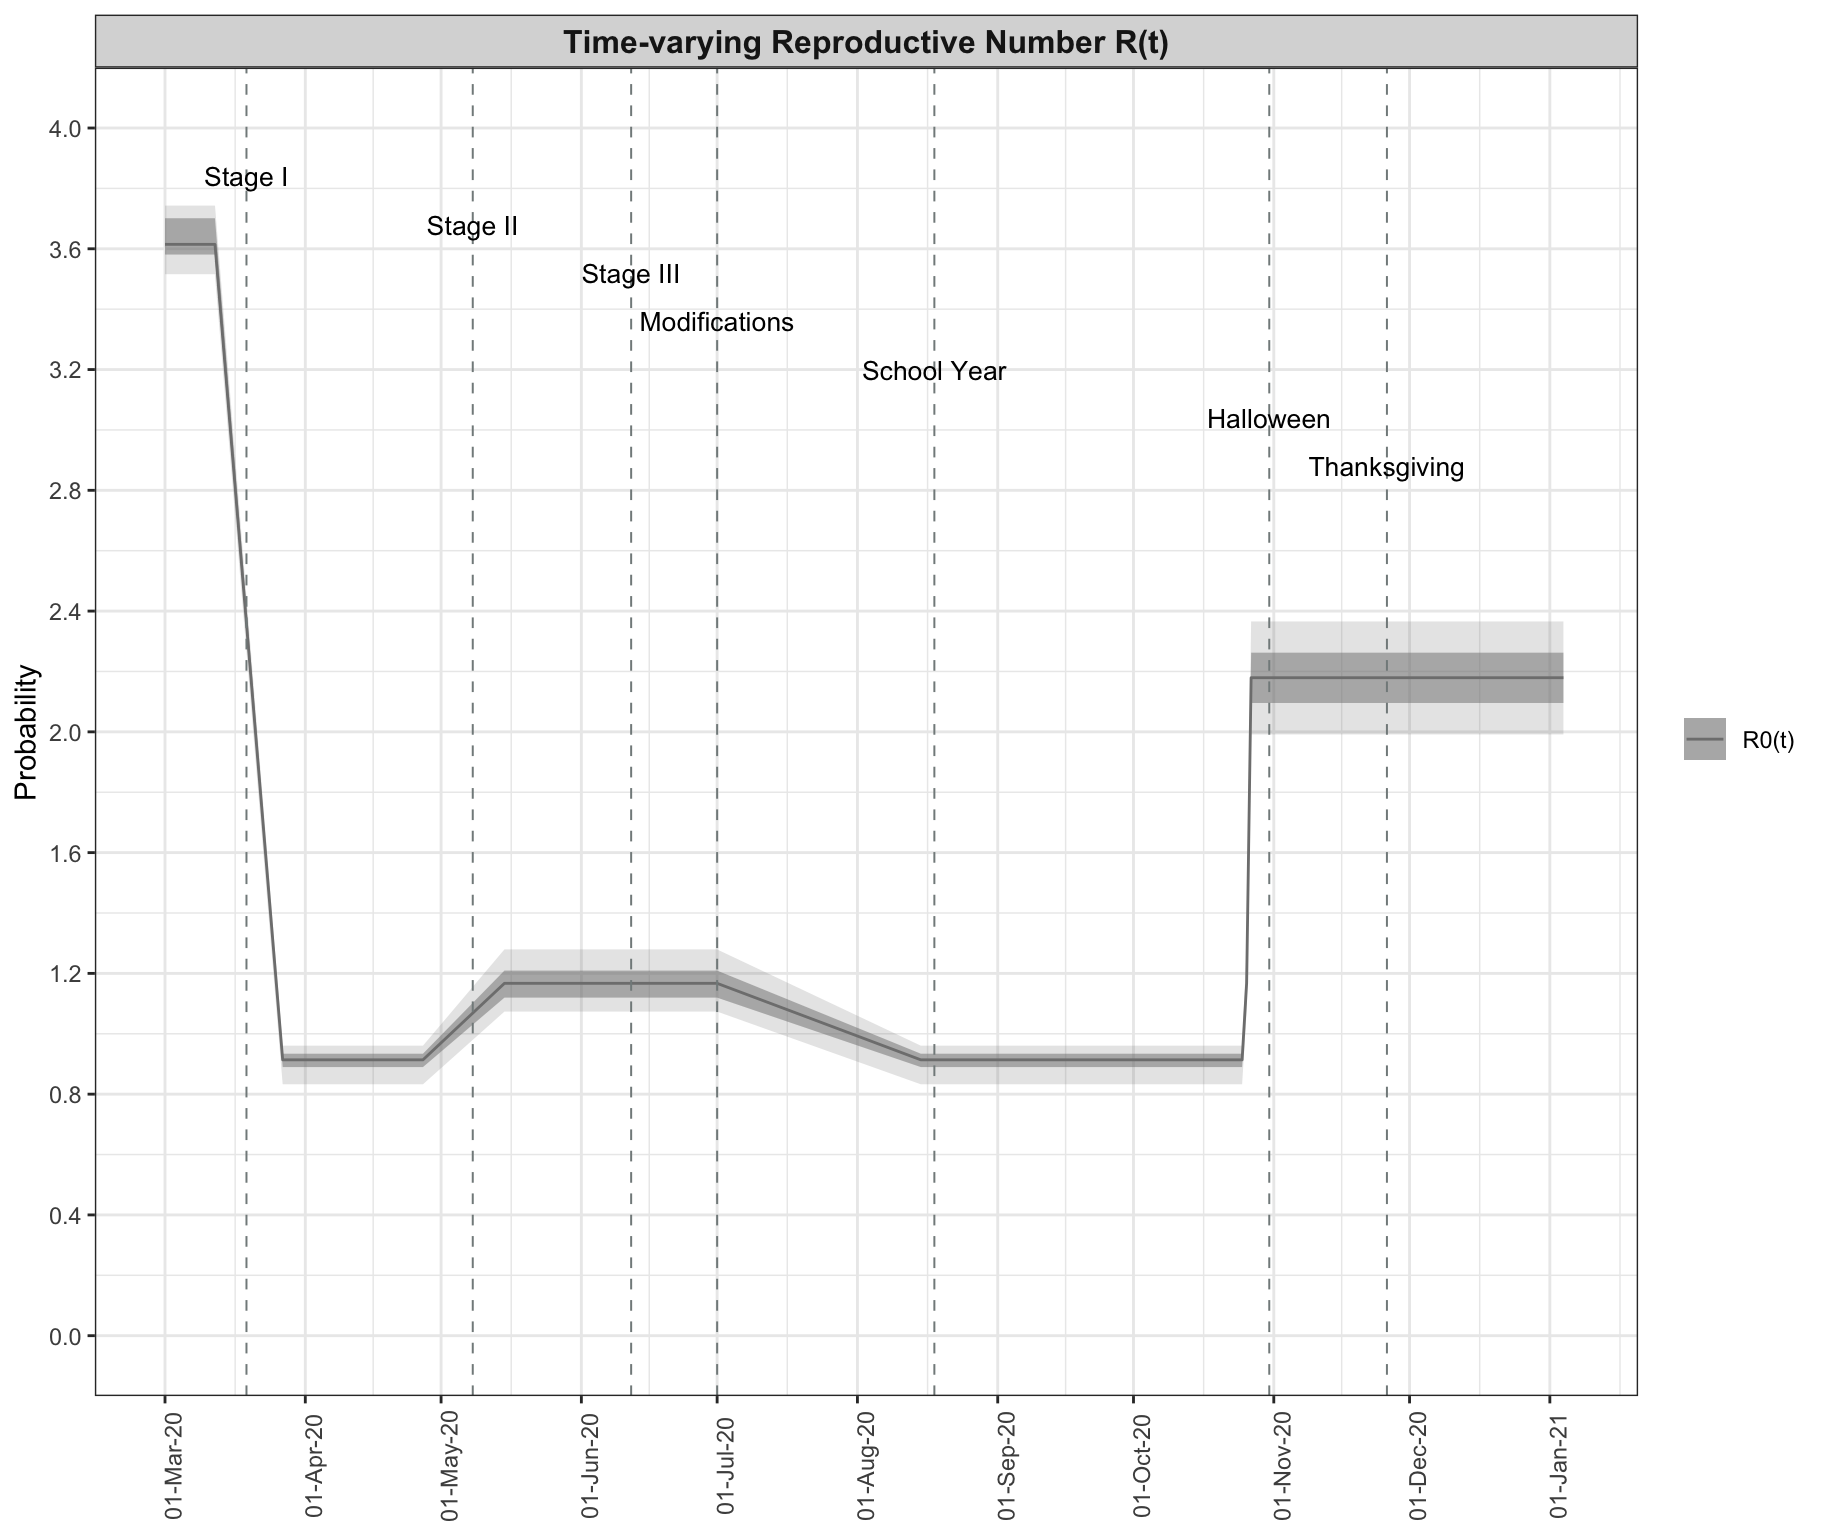 Time-varying Reproductive Number R(t)
Probability
4.0
3.6
3.2
2.8
2.4
2.0
1.6
1.2
0.8
0.4
0.0
Stage I
Stage II
Stage III
Modifications
School Year
Halloween
Thanksgiving
R0(t)
01-Mar-20
01-Apr-20
01-May-20
01-Jun-20
01-Jul-20
01-Aug-20
01-Sep-20
01-Oct-20
01-Nov-20
01-Dec-20
01-Jan-21